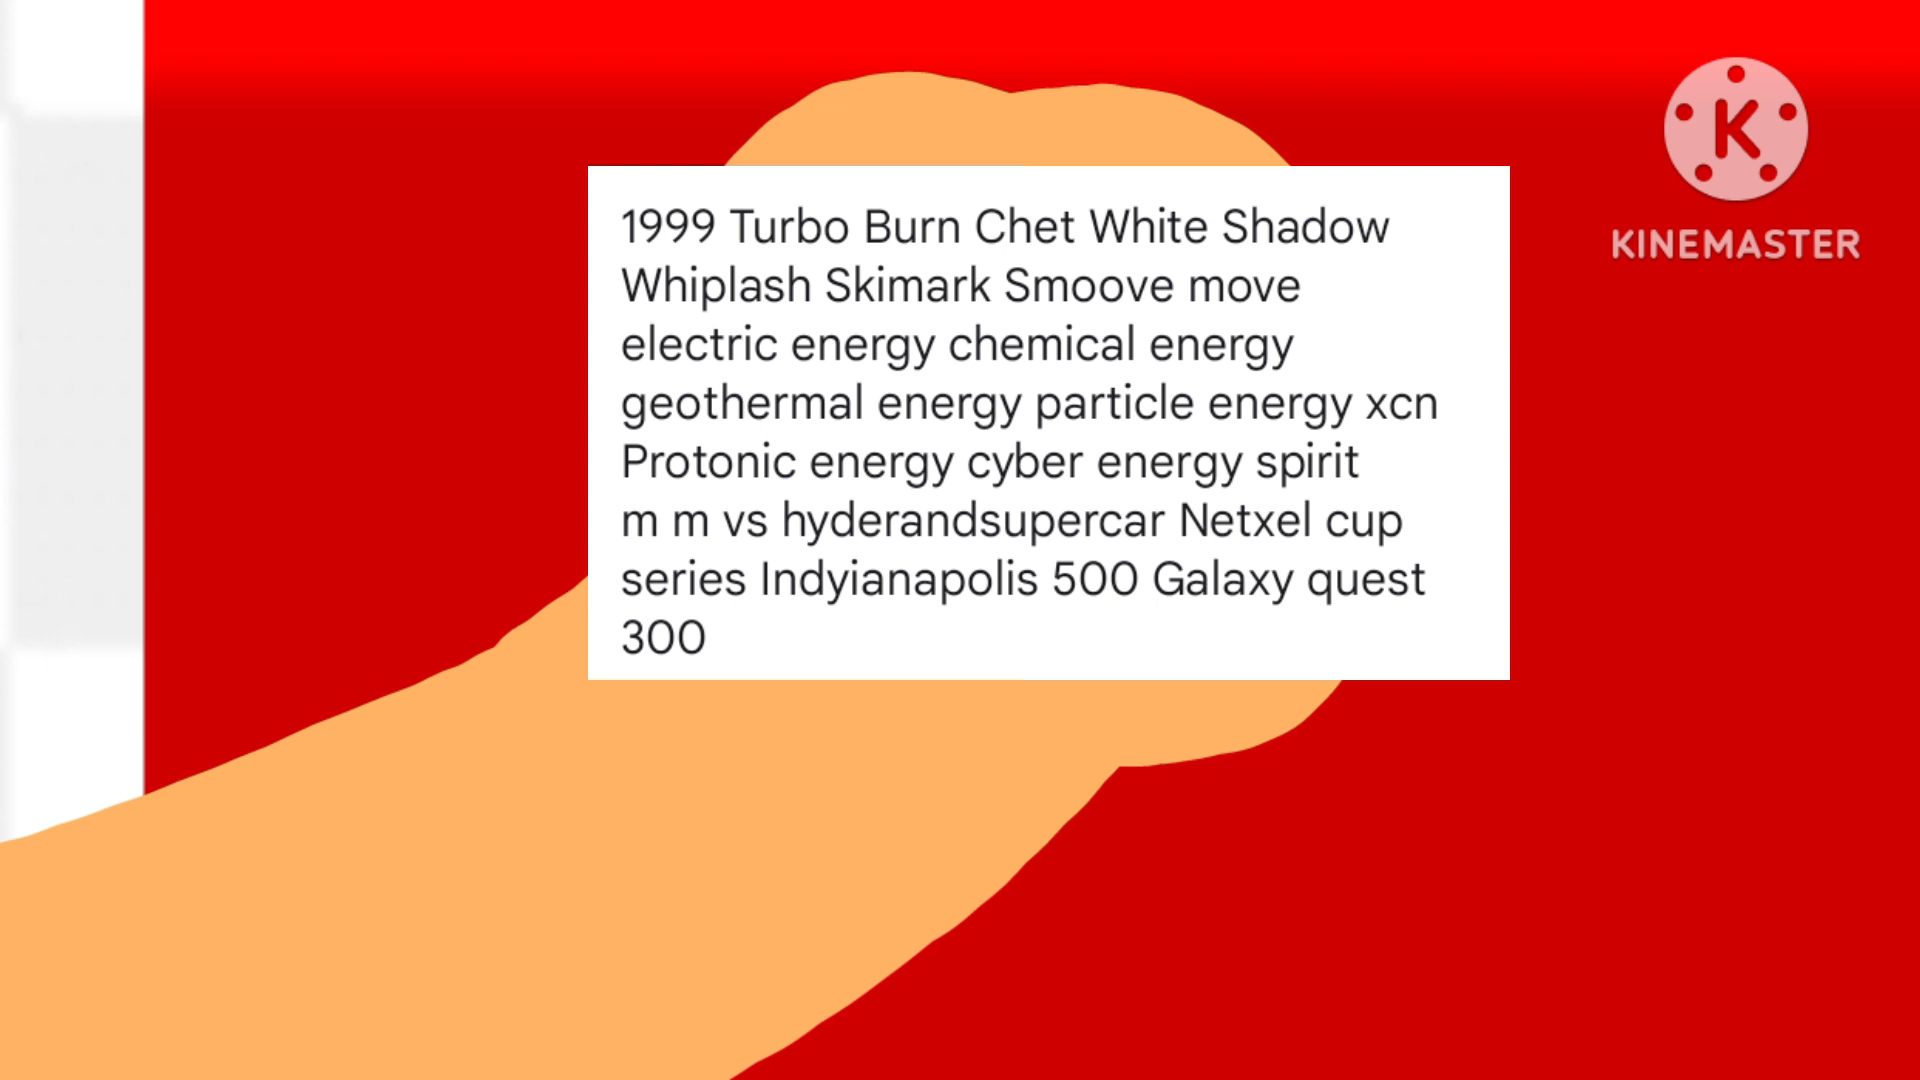 1999 Turbo Burn Chet White Shadow
Whiplash Skimark Smoove move
electric energy chemical energy
geothermal energy particle energy xcn
Protonic energy cyber energy spirit
m m vs hyderandsupercar Netxel cup
series Indyianapolis 500 Galaxy quest
300
K
KINEMASTER